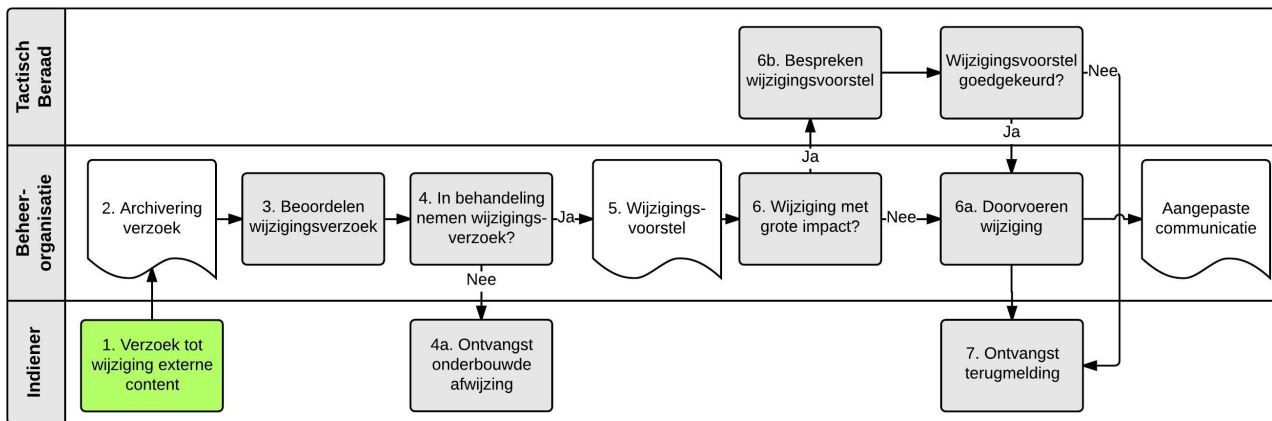 Tactisch
Beraad
6b. Bespreken
wijzigingsvoorstel
Wijzigingsvoorstel
goedgekeurd?
Nee
Ja
Ja
Beheer-
organisatie
2. Archivering
verzoek
3. Beoordelen
wijzigingsverzoek
4. In behandeling
nemen wijzigings-
verzoek?
Ja
5. Wijzigings-
voorstel
6. Wijziging met
grote impact?
Nee
6a. Doorvoeren
wijziging
Aangepaste
communicatie
Nee
Indiener
1. Verzoek tot
wijziging externe
content
4a. Ontvangst
onderbouwde
afwijzing
7. Ontvangst
terugmelding